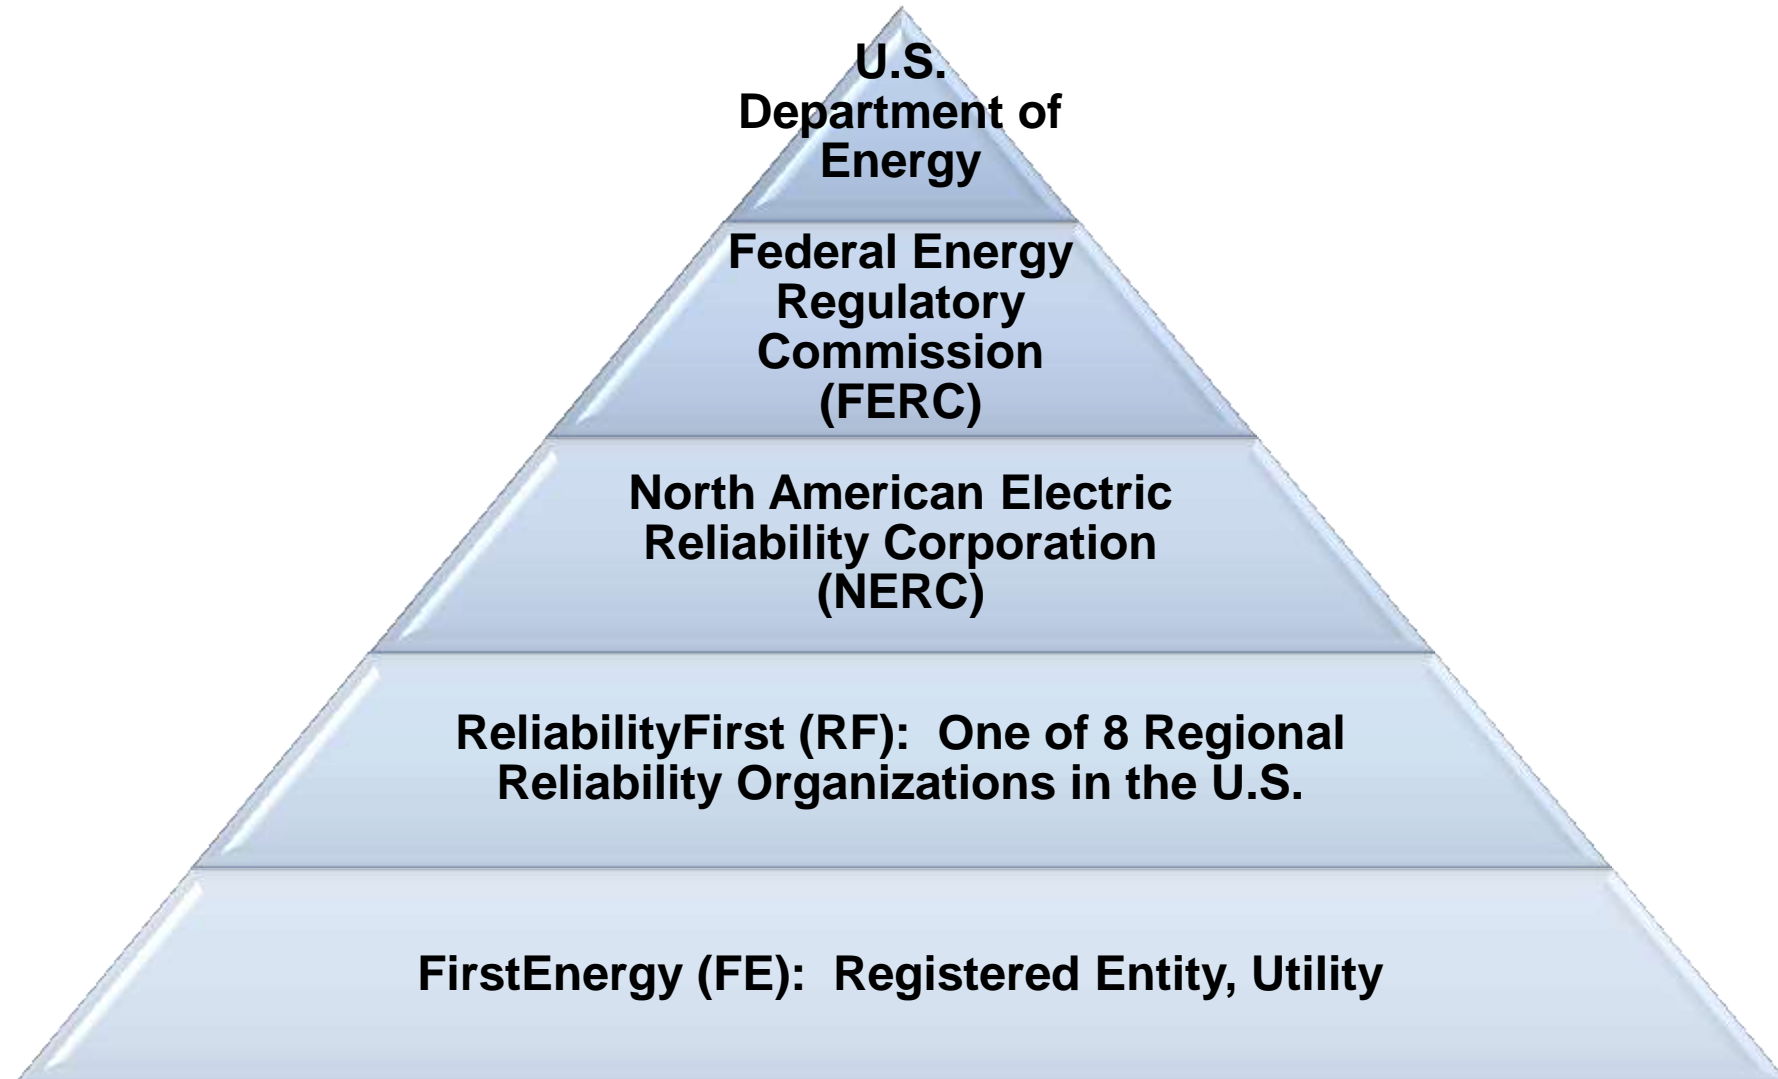 U.S.
Department of
Energy
Federal Energy
Regulatory
Commission
(FERC)
North American Electric
Reliability Corporation
(NERC)
ReliabilityFirst (RF):  One of 8 Regional
Reliability Organizations in the U.S.
FirstEnergy (FE):  Registered Entity, Utility